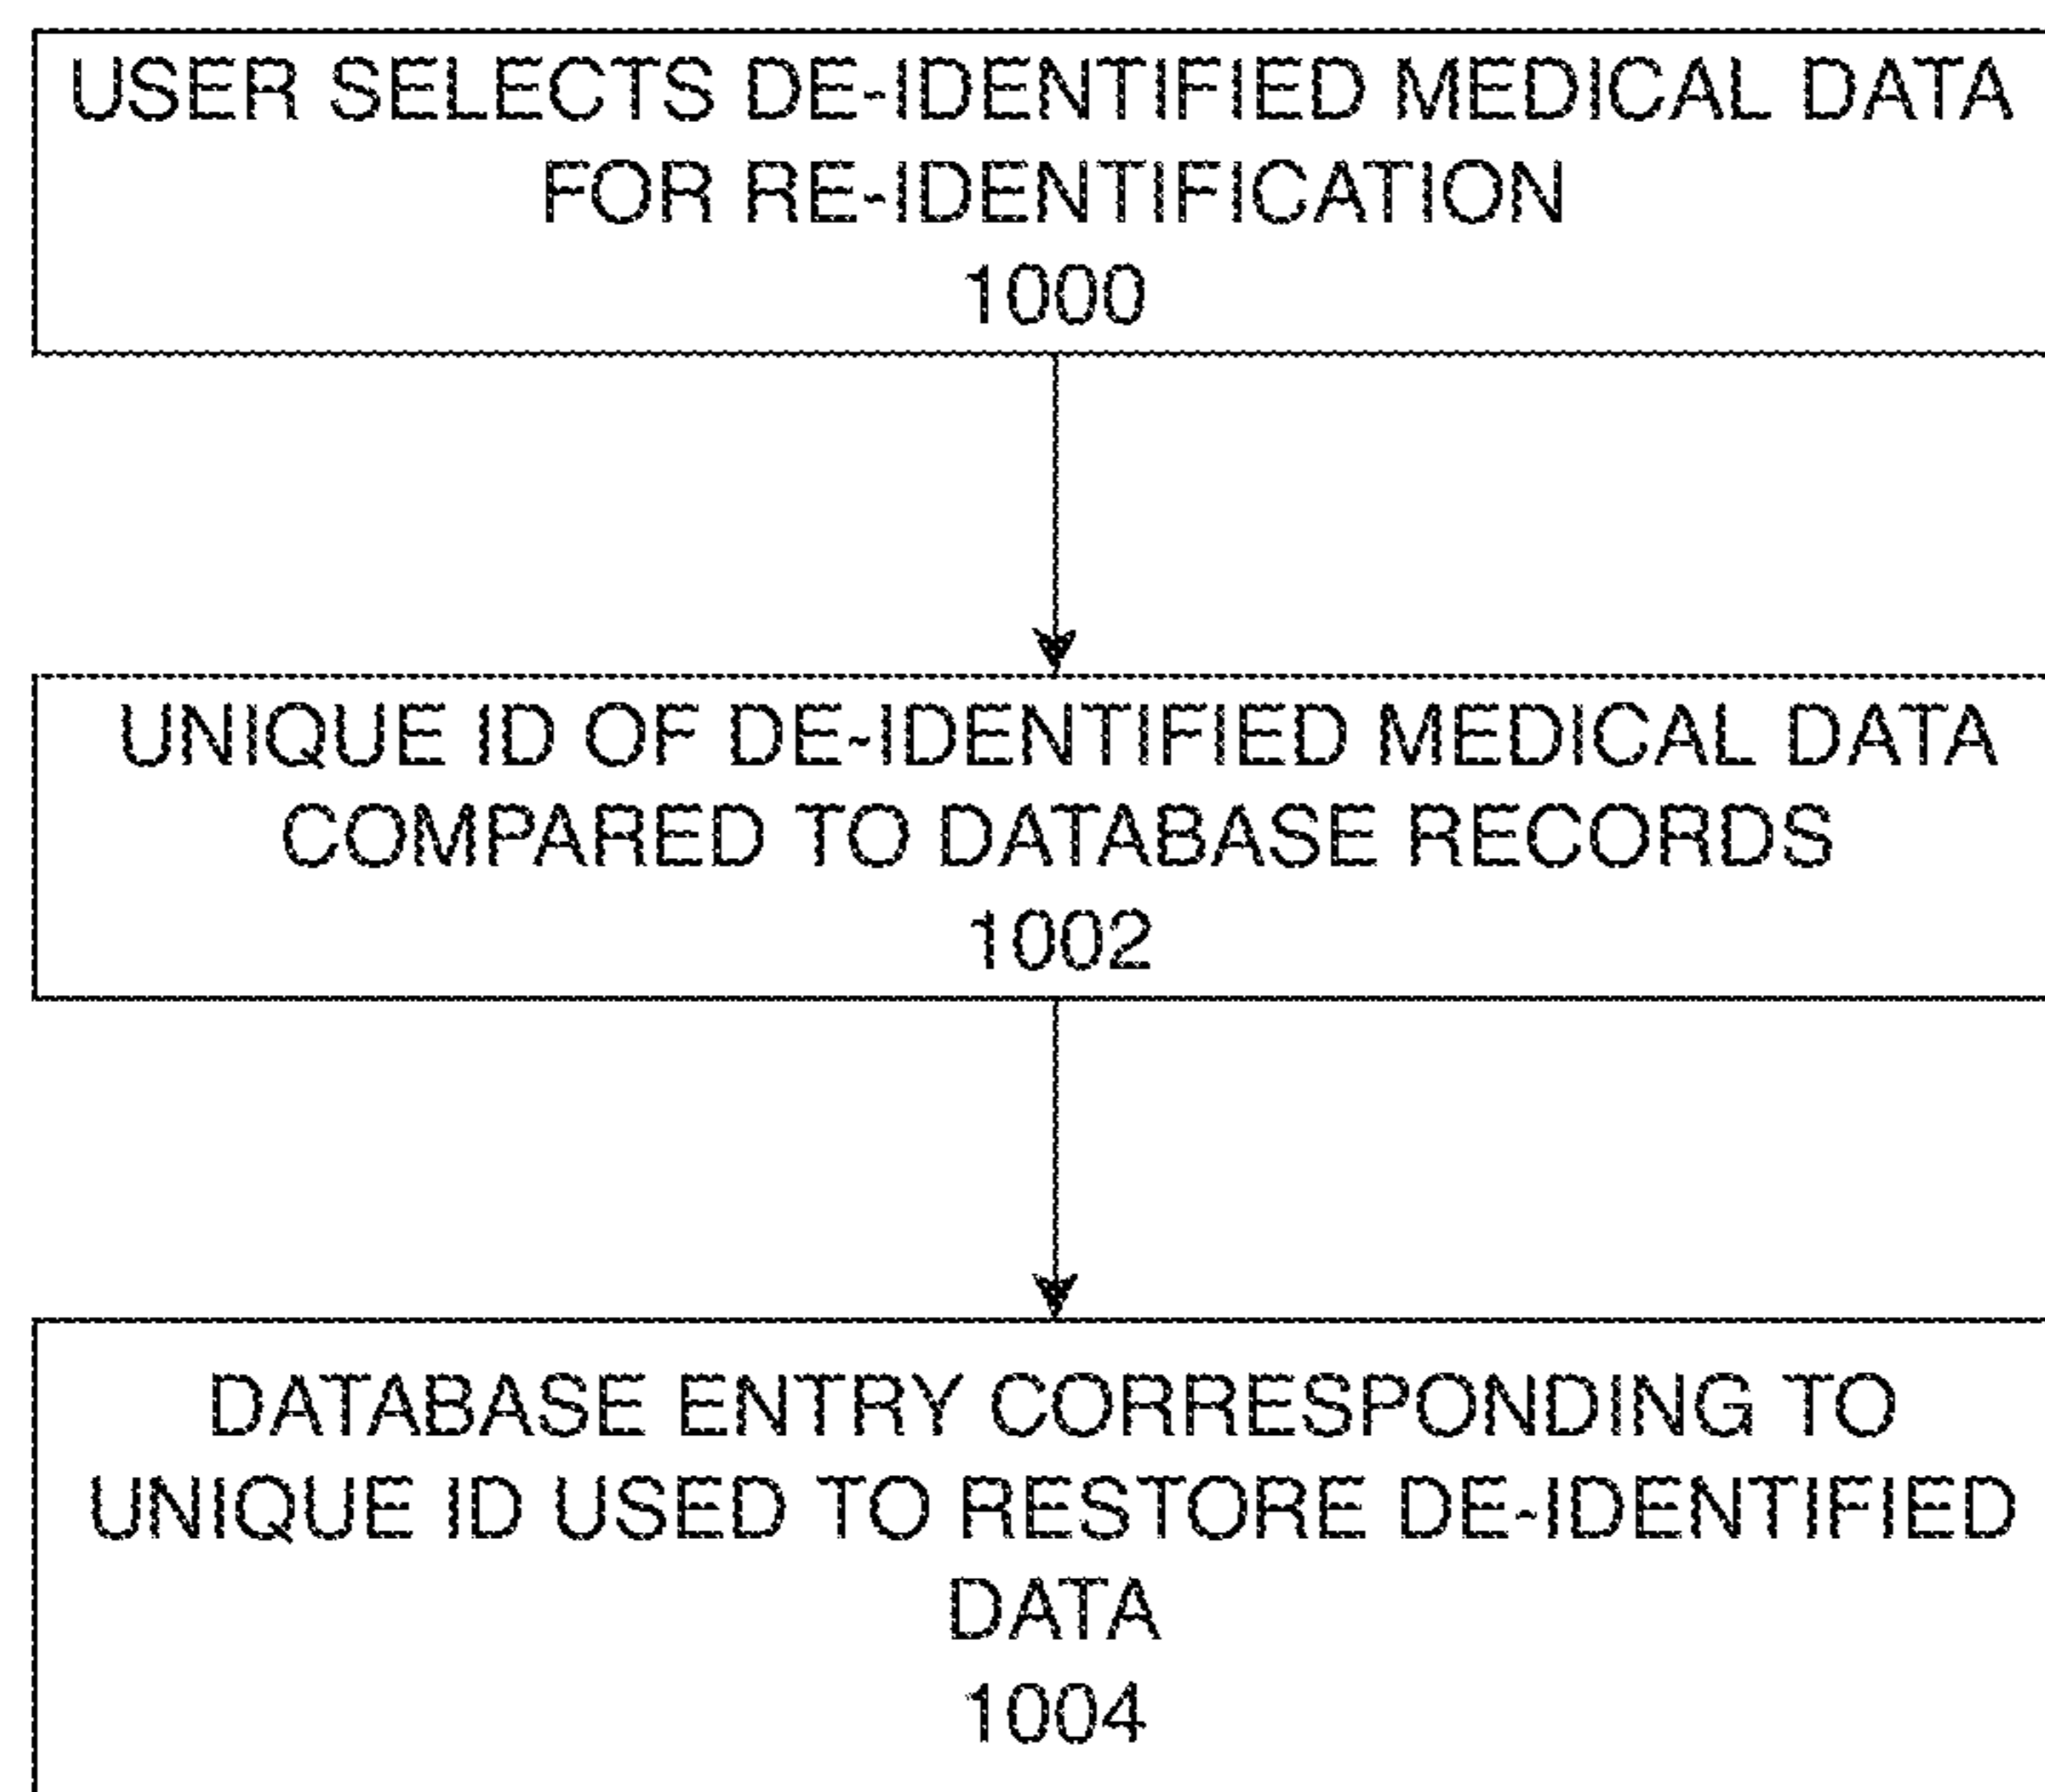 USER SELECTS DE-IDENTIFIED MEDICAL DATA
FOR RE-IDENTIFICATION
1000
UNIQUE ID OF DE-IDENTIFIED MEDICAL DATA
COMPARED TO DATABASE RECORDS
1002
DATABASE ENTRY CORRESPONDING TO
UNIQUE ID USED TO RESTORE DE-IDENTIFIED
DATA
1004